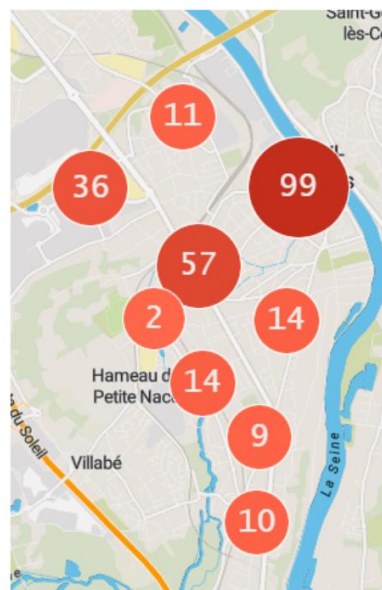 Saint-G
lès-Co
11
36
99
57
2
14
Hameau d
Petite Nac
14
Villabé
9
10
e du Soleil
La Seine